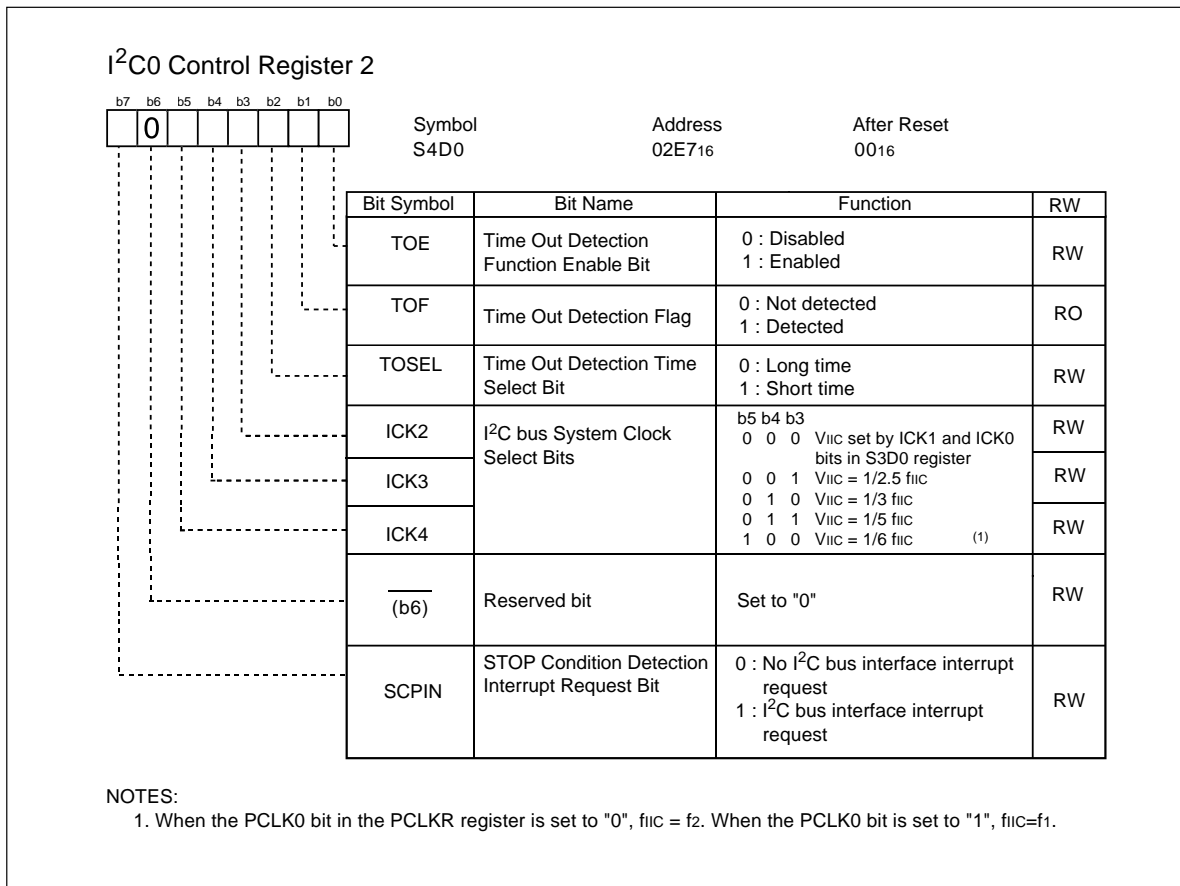 I²C0 Control Register 2
b7 b6 b5 b4 b3 b2 b1 b0
0
Symbol Address After Reset
S4D0 02E716 0016
Bit Symbol Bit Name Function RW
TOE Time Out Detection Function Enable Bit 0 : Disabled
1 : Enabled RW
TOF Time Out Detection Flag 0 : Not detected
1 : Detected RO
TOSEL Time Out Detection Time Select Bit 0 : Long time
1 : Short time RW
ICK2 I²C bus System Clock Select Bits b5 b4 b3 RW
0 0 0 VIIC set by ICK1 and ICK0
bits in S3D0 register
ICK3 0 0 1 VIIC = 1/2.5 fIIC RW
0 1 0 VIIC = 1/3 fIIC
ICK4 0 1 1 VIIC = 1/5 fIIC RW
1 0 0 VIIC = 1/6 fIIC (1)
(b6) Reserved bit Set to "0" RW
SCPIN STOP Condition Detection Interrupt Request Bit 0 : No I²C bus interface interrupt
request
1 : I²C bus interface interrupt
request RW
NOTES:
1. When the PCLK0 bit in the PCLKR register is set to "0", fIIC = f2. When the PCLK0 bit is set to "1", fIIC=f1.